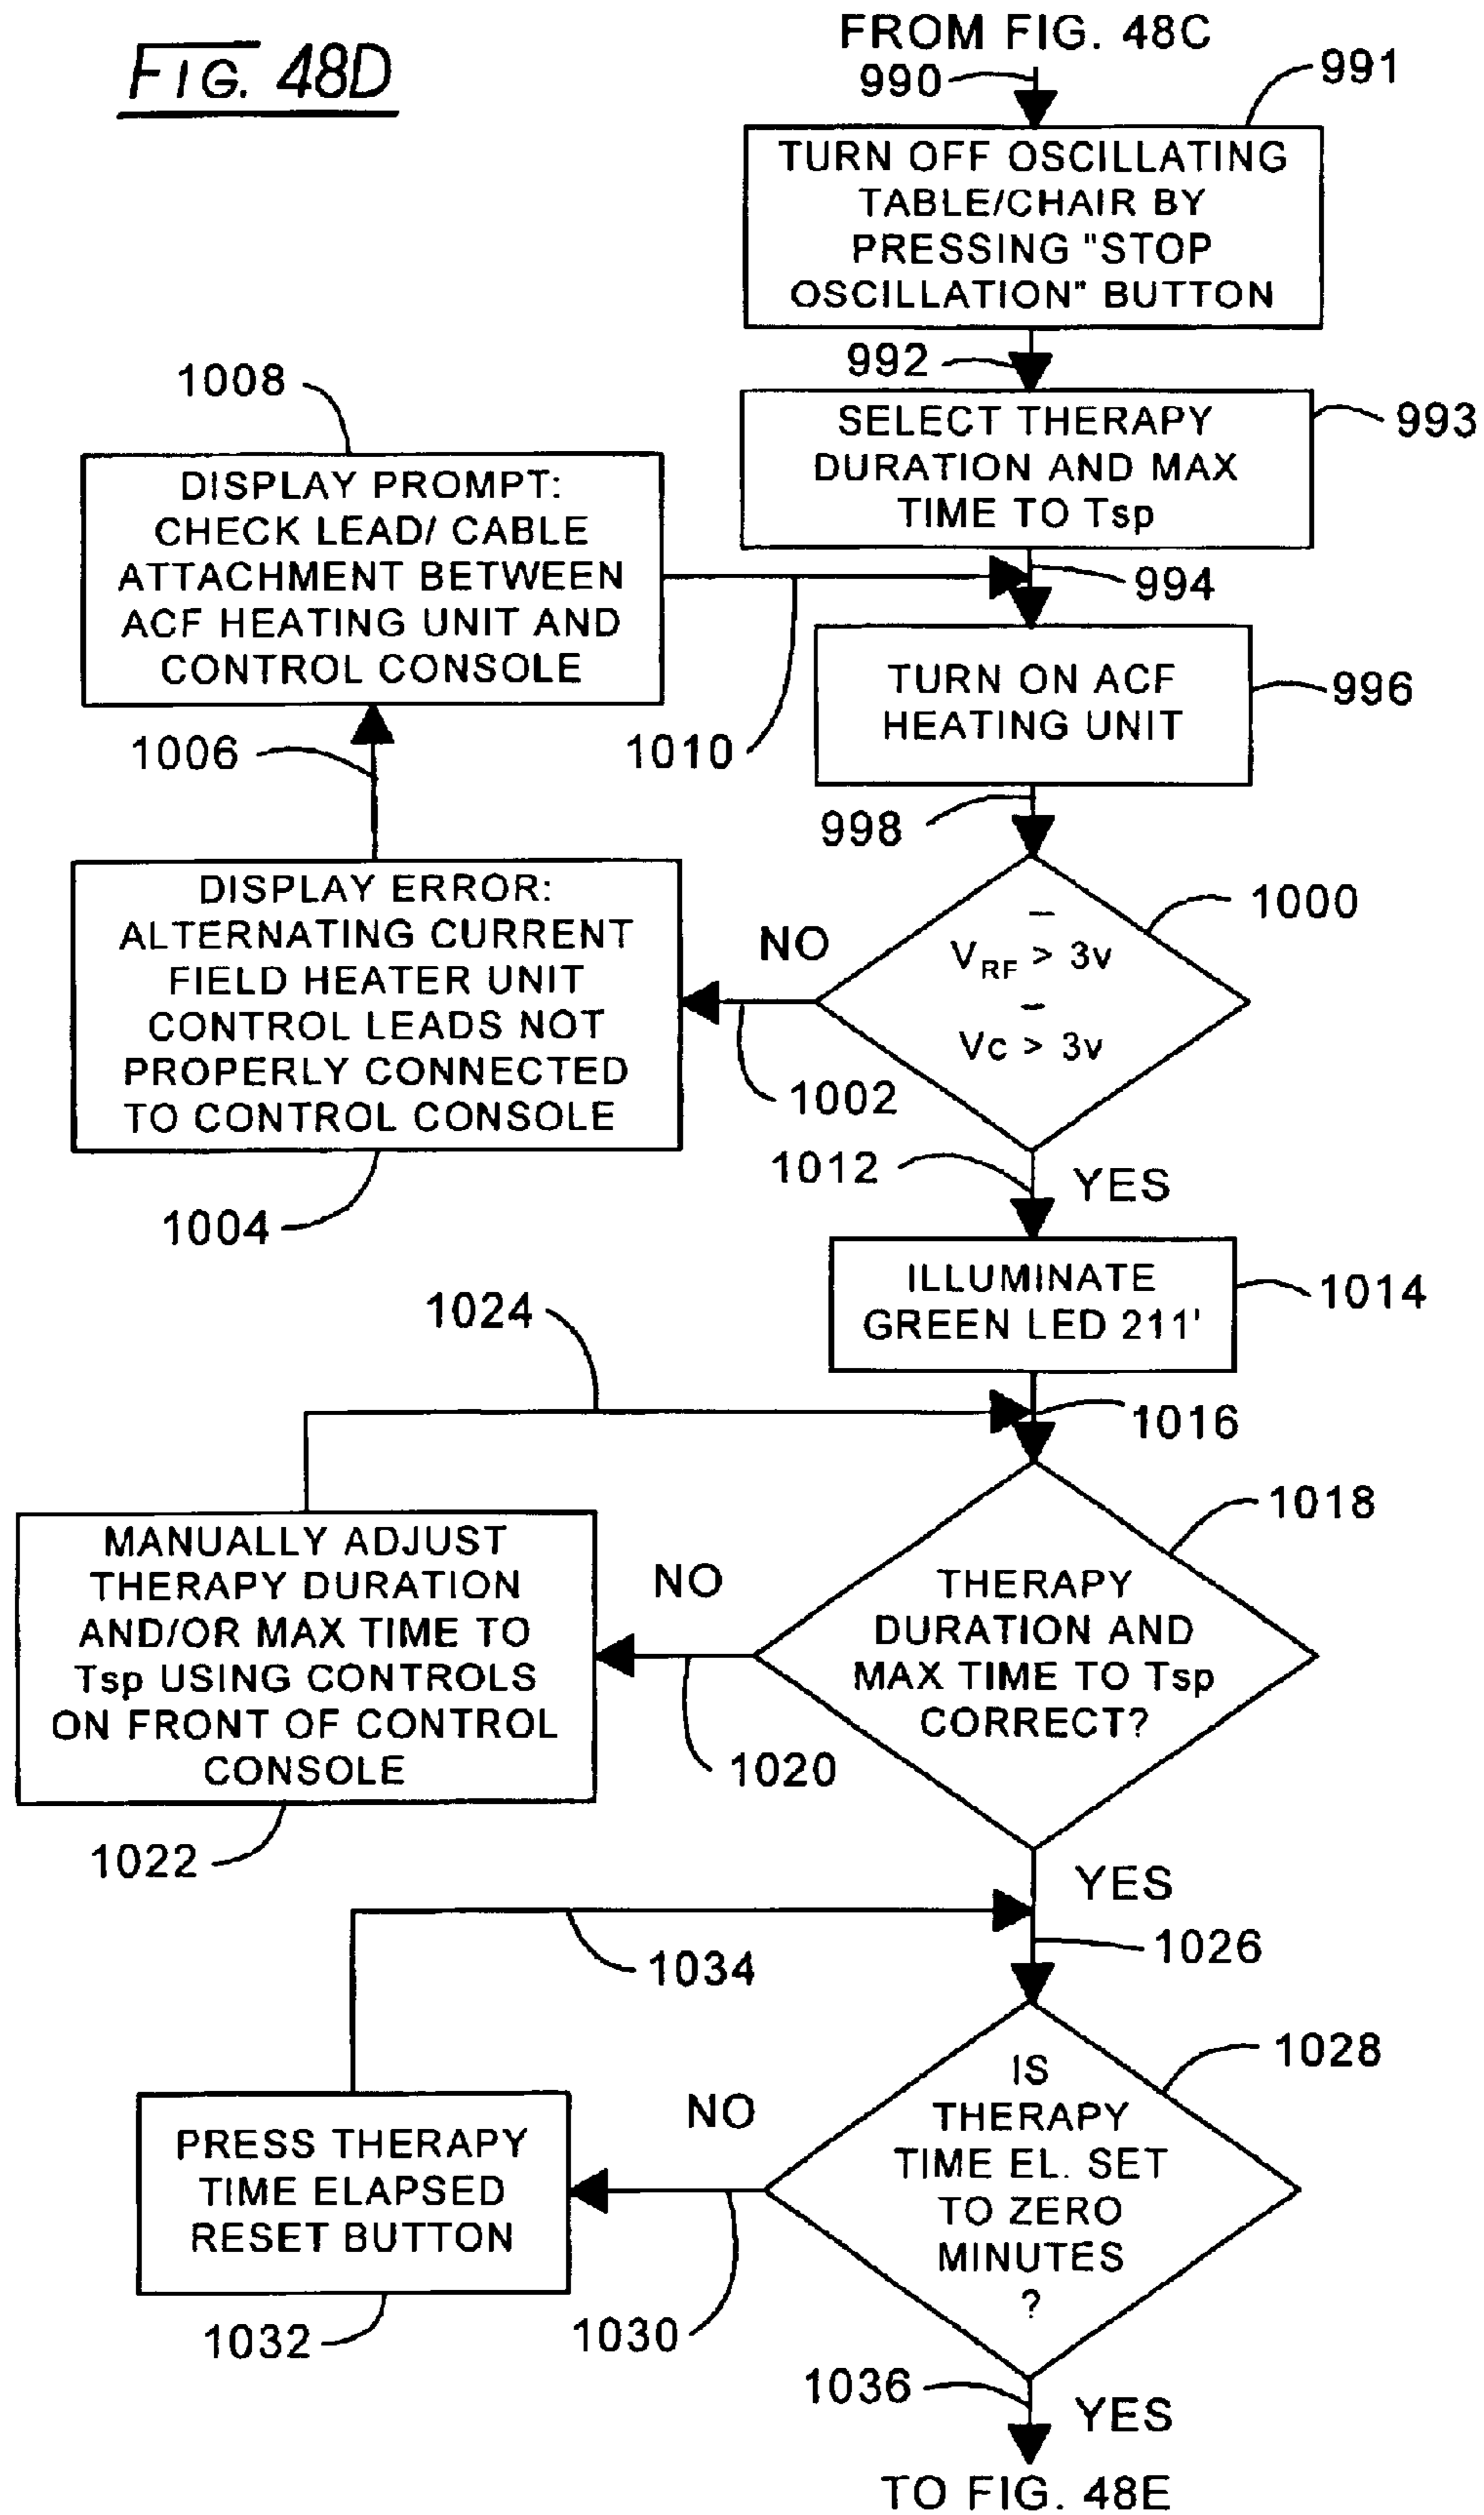 FIG. 48D
FROM FIG. 48C
990
991
TURN OFF OSCILLATING
TABLE/CHAIR BY
PRESSING "STOP
OSCILLATION" BUTTON
992
993
SELECT THERAPY
DURATION AND MAX
TIME TO Tsp
1008
DISPLAY PROMPT:
CHECK LEAD/ CABLE
ATTACHMENT BETWEEN
ACF HEATING UNIT AND
CONTROL CONSOLE
994
1010
TURN ON ACF
HEATING UNIT
996
1006
998
DISPLAY ERROR:
ALTERNATING CURRENT
FIELD HEATER UNIT
CONTROL LEADS NOT
PROPERLY CONNECTED
TO CONTROL CONSOLE
1004
NO
1002
1000
VRF > 3v
Vc > 3v
1012
YES
ILLUMINATE
GREEN LED 211'
1014
1024
1016
1018
THERAPY
DURATION AND
MAX TIME TO Tsp
CORRECT?
NO
1020
MANUALLY ADJUST
THERAPY DURATION
AND/OR MAX TIME TO
Tsp USING CONTROLS
ON FRONT OF CONTROL
CONSOLE
1022
YES
1034
1026
1028
IS
THERAPY
TIME EL. SET
TO ZERO
MINUTES
?
NO
1030
PRESS THERAPY
TIME ELAPSED
RESET BUTTON
1032
1036
YES
TO FIG. 48E